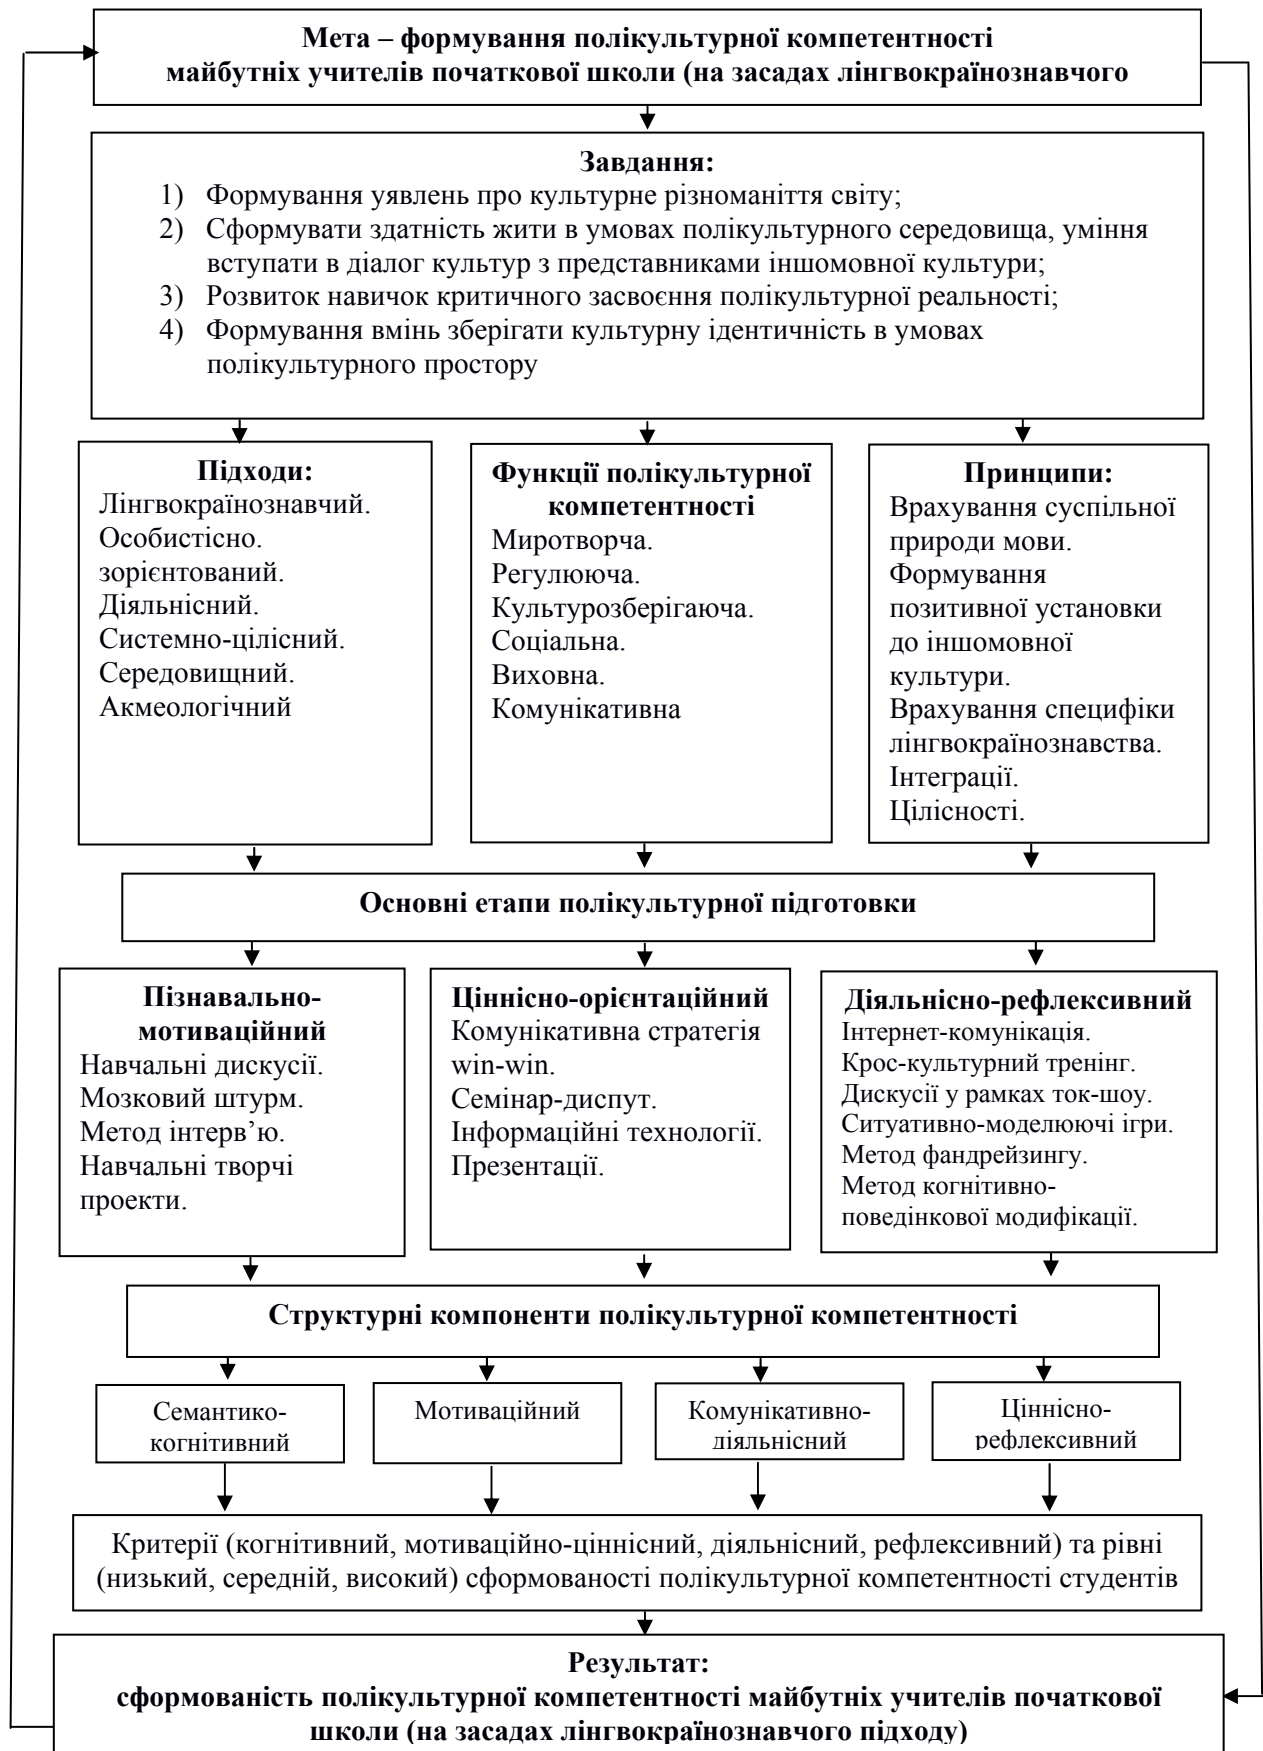 Мета – формування полікультурної компетентності
майбутніх учителів початкової школи (на засадах лінгвокраїнознавчого
Завдання:
1) Формування уявлень про культурне різноманіття світу;
2) Сформувати здатність жити в умовах полікультурного середовища, уміння
вступати в діалог культур з представниками іншомовної культури;
3) Розвиток навичок критичного засвоєння полікультурної реальності;
4) Формування вмінь зберігати культурну ідентичність в умовах
полікультурного простору
Підходи:
Лінгвокраїнознавчий.
Особистісно.
зорієнтований.
Діяльнісний.
Системно-цілісний.
Середовищний.
Акмеологічний
Функції полікультурної
компетентності
Миротворча.
Регулююча.
Культурозберігаюча.
Соціальна.
Виховна.
Комунікативна
Принципи:
Врахування суспільної
природи мови.
Формування
позитивної установки
до іншомовної
культури.
Врахування специфіки
лінгвокраїнознавства.
Інтеграції.
Цілісності.
Основні етапи полікультурної підготовки
Пізнавально-
мотиваційний
Навчальні дискусії.
Мозковий штурм.
Метод інтерв’ю.
Навчальні творчі
проекти.
Ціннісно-орієнтаційний
Комунікативна стратегія
win-win.
Семінар-диспут.
Інформаційні технології.
Презентації.
Діяльнісно-рефлексивний
Інтернет-комунікація.
Крос-культурний тренінг.
Дискусії у рамках ток-шоу.
Ситуативно-моделюючі ігри.
Метод фандрейзингу.
Метод когнітивно-
поведінкової модифікації.
Структурні компоненти полікультурної компетентності
Семантико-
когнітивний
Мотиваційний
Комунікативно-
діяльнісний
Ціннісно-
рефлексивний
Критерії (когнітивний, мотиваційно-ціннісний, діяльнісний, рефлексивний) та рівні
(низький, середній, високий) сформованості полікультурної компетентності студентів
Результат:
сформованість полікультурної компетентності майбутніх учителів початкової
школи (на засадах лінгвокраїнознавчого підходу)